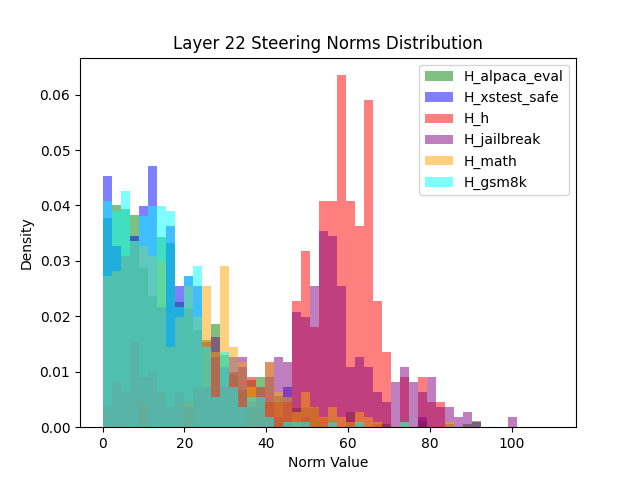 Layer 22 Steering Norms Distribution
H_alpaca_eval
H_xstest_safe
H_h
H_jailbreak
H_math
H_gsm8k
Density
0.06
0.05
0.04
0.03
0.02
0.01
0.00
0 20 40 60 80 100
Norm Value